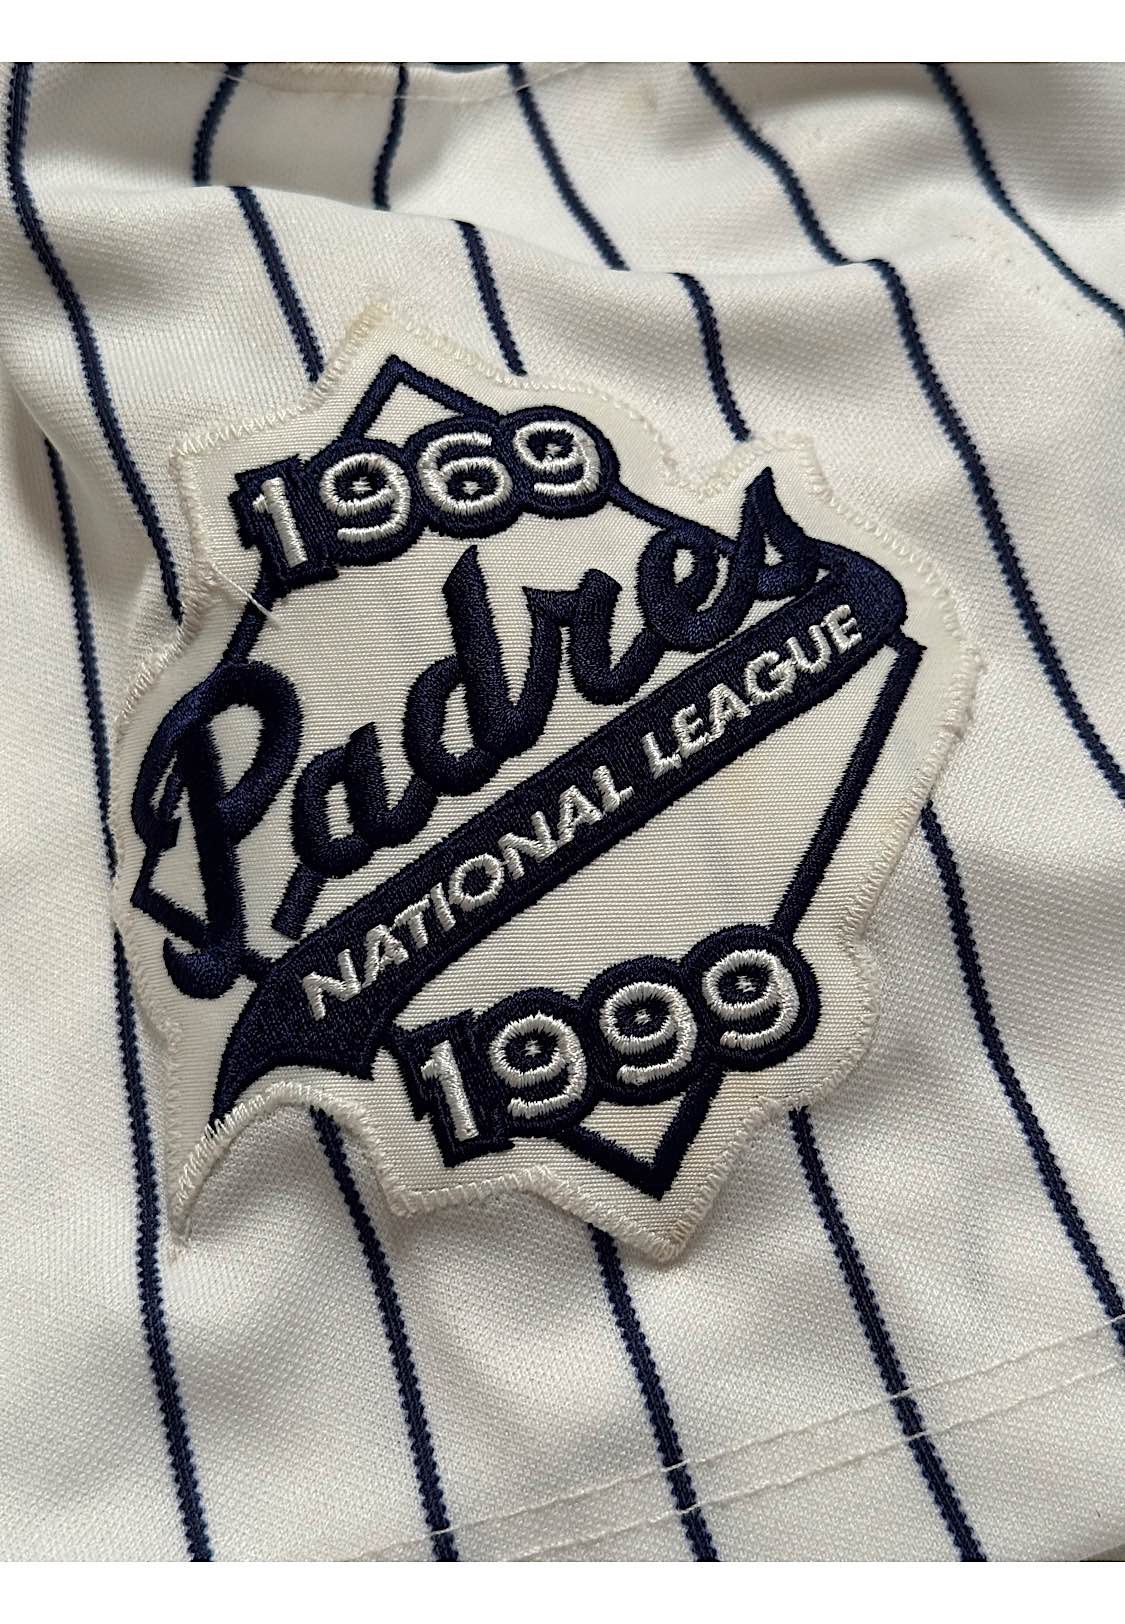 1969
Padres
NATIONAL LEAGUE
1999